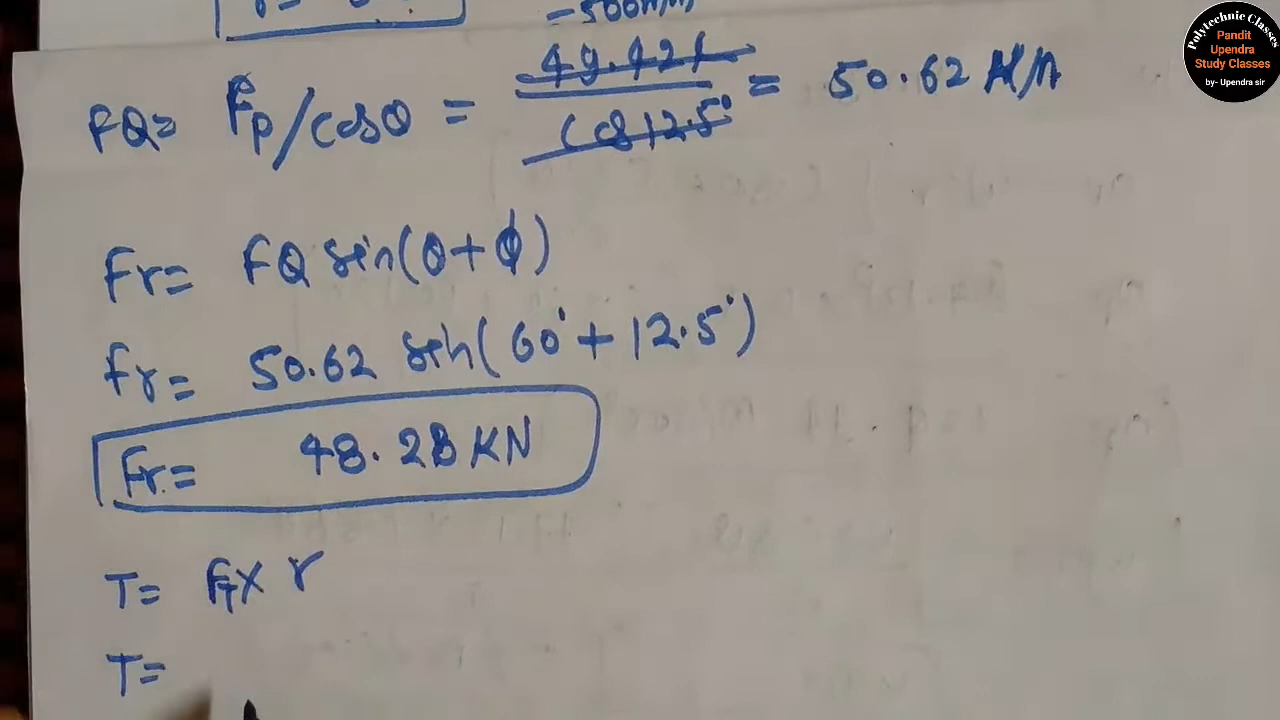 -500mm
FQ= Fp/cosθ = 49.421/cos12.5° = 50.62 KN
Fr= FQ sin(θ+ϕ)
Fr= 50.62 sin(60°+12.5°)
Fr= 48.28 KN
T= FT× r
T=
Polytechnic Classes
Pandit
Upendra
Study Classes
by- Upendra sir